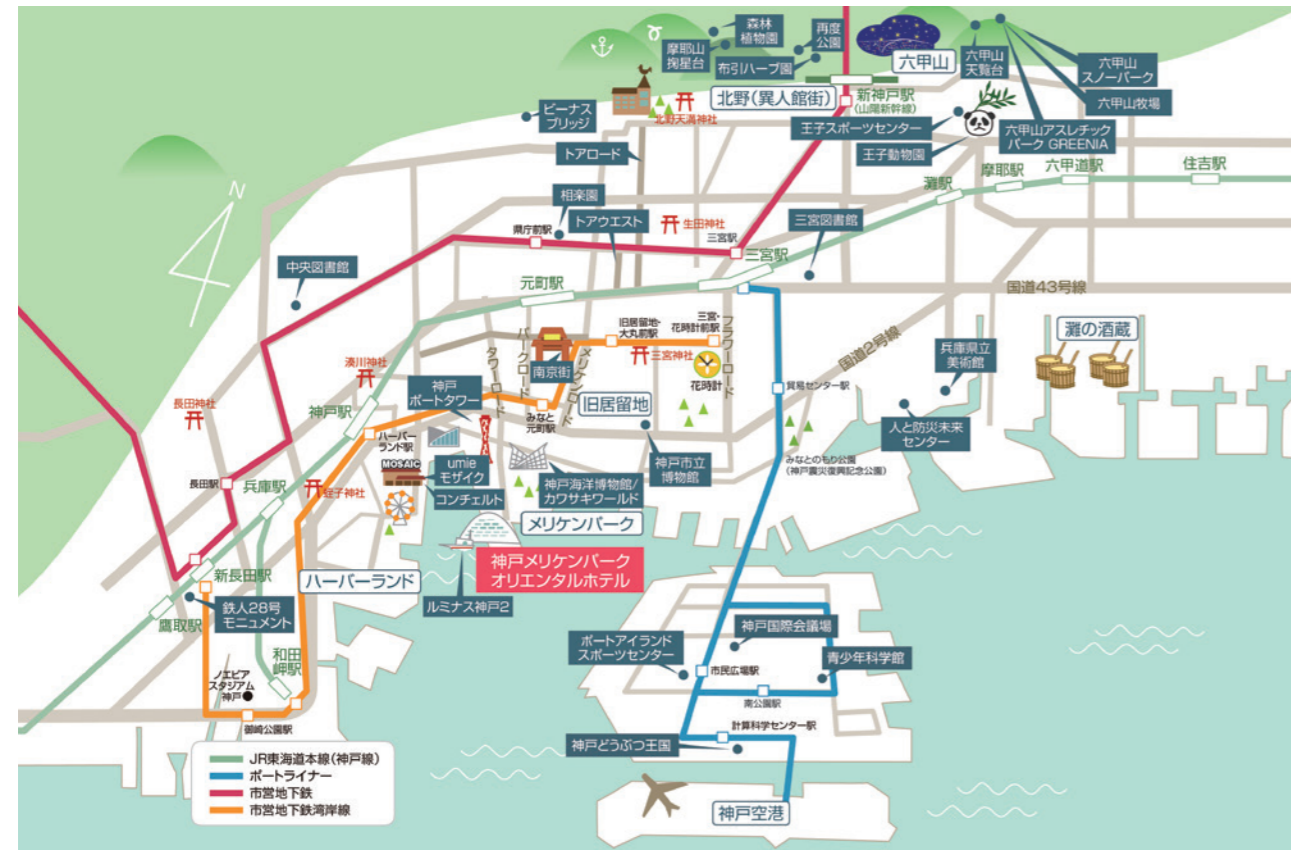 森林
植物園
再度
公園
摩耶山
掬星台
布引ハーブ園
六甲山
六甲山
天覧台
六甲山
スノーパーク
六甲山牧場
北野(異人館街)
新神戸駅
(山陽新幹線)
ビーナス
ブリッジ
北野天満神社
王子スポーツセンター
王子動物園
六甲山アスレチック
パーク GREENIA
トアロード
灘駅
摩耶駅
六甲道駅
住吉駅
N
相楽園
トアウエスト
生田神社
三宮図書館
県庁前駅
三宮駅
三宮駅
中央図書館
元町駅
国道43号線
旧居留地・
大丸前駅
三宮・
花時計前駅
フラワーロード
灘の酒蔵
湊川神社
タワーロード
パークロード
南京街
メリケンロード
三宮神社
花時計
国道2号線
兵庫県立
美術館
長田神社
神戸駅
神戸
ポートタワー
みなと
元町駅
旧居留地
貿易センター駅
人と防災未来
センター
ハーバー
ランド駅
MOSAIC
umie
モザイク
コンチェルト
神戸海洋博物館/
カワサキワールド
神戸市立
博物館
みなとのもり公園
(神戸震災復興記念公園)
長田駅
兵庫駅
蛭子神社
メリケンパーク
神戸メリケンパーク
オリエンタルホテル
ハーバーランド
ルミナス神戸2
新長田駅
鷹取駅
鉄人28号
モニュメント
和田
岬駅
ノエビア
スタジアム
神戸
御崎公園駅
ポートアイランド
スポーツセンター
神戸国際会議場
市民広場駅
青少年科学館
南公園駅
計算科学センター駅
神戸どうぶつ王国
神戸空港
JR東海道本線(神戸線)
ポートライナー
市営地下鉄
市営地下鉄湾岸線